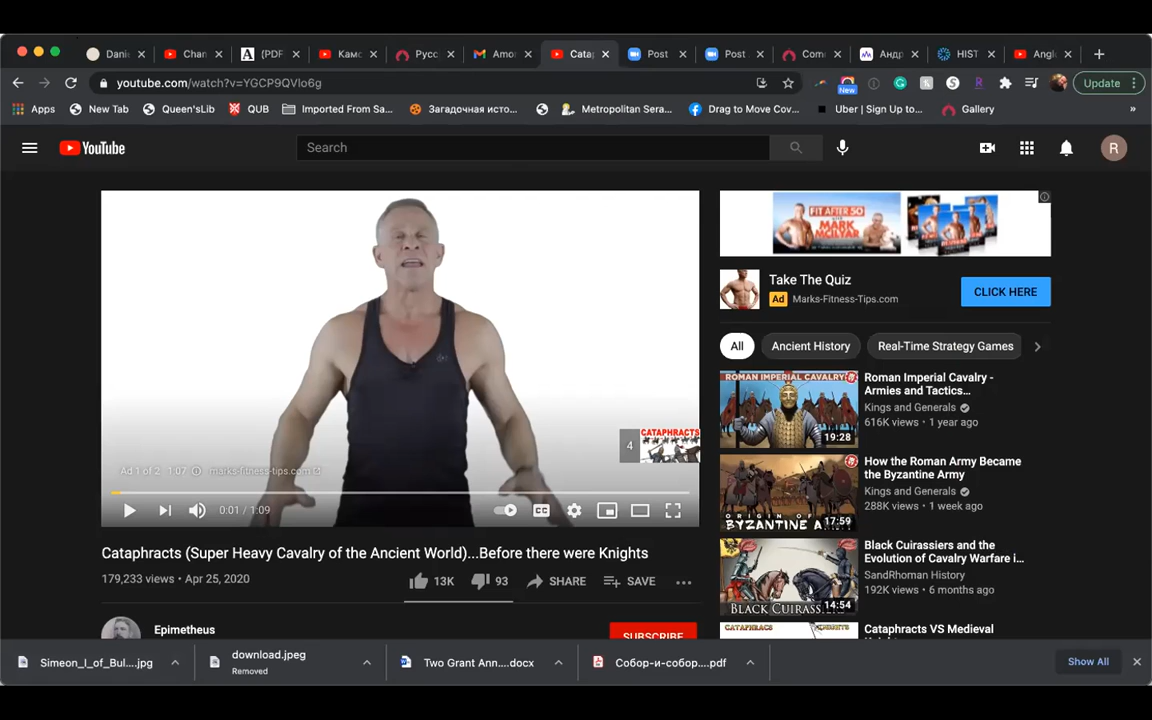 Danie
Chan
(PDF
Камс
Русс
Amor
Catap
Post
Post
Com
Андр
HIST
Angl
youtube.com/watch?v=YGCP9QVIo6g
New
Update
Apps
New Tab
Queen'sLib
QUB
Imported From Sa...
Загадочная исто...
Metropolitan Sera...
Drag to Move Cov...
Uber | Sign Up to...
Gallery
»
YouTube
Search
R
FIT AFTER 50
MARK MCILYAR
Take The Quiz
Ad Marks-Fitness-Tips.com
CLICK HERE
All
Ancient History
Real-Time Strategy Games
ROMAN IMPERIAL CAVALRY
19:28
Roman Imperial Cavalry -
Armies and Tactics...
Kings and Generals
616K views • 1 year ago
BYZANTINE
17:59
How the Roman Army Became
the Byzantine Army
Kings and Generals
288K views • 1 week ago
BLACK CUIRASSIERS
14:54
Black Cuirassiers and the
Evolution of Cavalry Warfare i...
SandRhoman History
192K views • 6 months ago
Cataphracts VS Medieval
4
CATAPHRACTS
Ad 1 of 2 · 1:07 marks-fitness-tips.com
0:01 / 1:09
CC
Cataphracts (Super Heavy Cavalry of the Ancient World)...Before there were Knights
179,233 views • Apr 25, 2020
13K
93
SHARE
SAVE
Epimetheus
SUBSCRIBE
Simeon_I_of_Bul....jpg
download.jpeg
Removed
Two Grant Ann....docx
Собор-и-собор....pdf
Show All